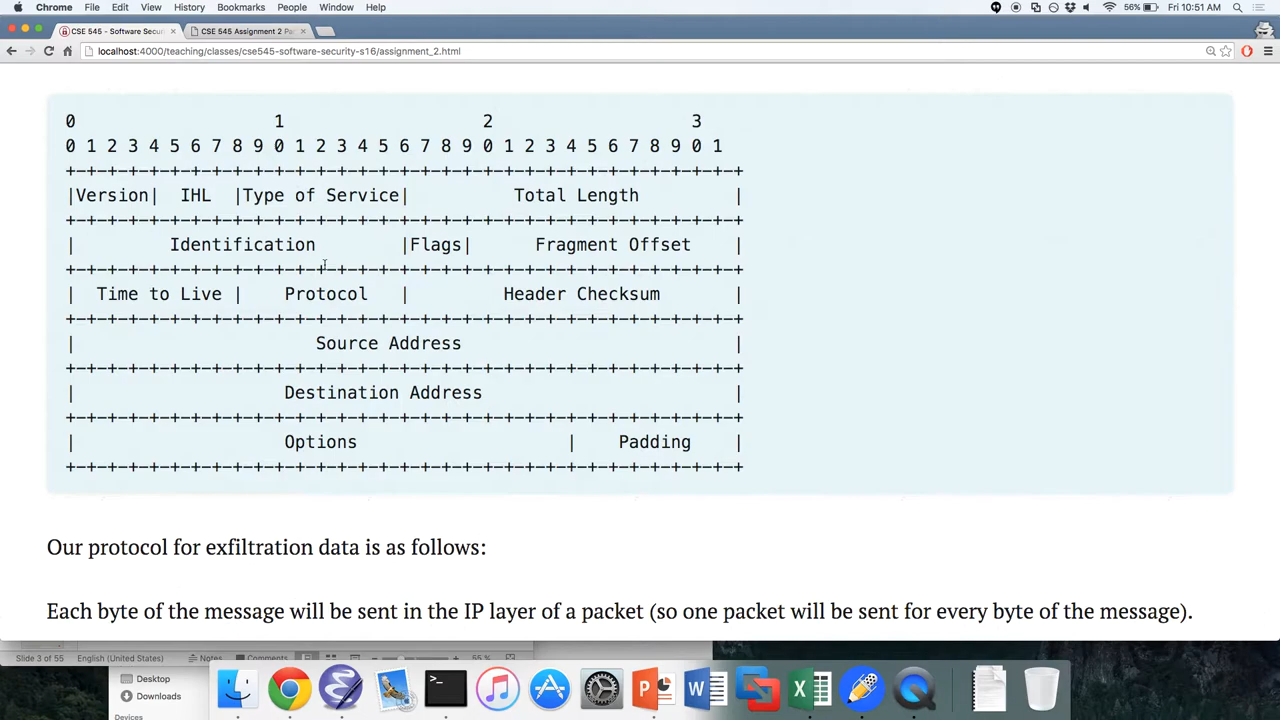 Chrome File Edit View History Bookmarks People Window Help 56% Fri 10:51 AM
CSE 545 - Software Secu CSE 545 Assignment 2 Pa
localhost:4000/teaching/classes/cse545-software-security-s16/assignment_2.html
0 1 2 3
0 1 2 3 4 5 6 7 8 9 0 1 2 3 4 5 6 7 8 9 0 1 2 3 4 5 6 7 8 9 0 1
+-+-+-+-+-+-+-+-+-+-+-+-+-+-+-+-+-+-+-+-+-+-+-+-+-+-+-+-+-+-+-+-+
|Version| IHL |Type of Service| Total Length |
+-+-+-+-+-+-+-+-+-+-+-+-+-+-+-+-+-+-+-+-+-+-+-+-+-+-+-+-+-+-+-+-+
| Identification |Flags| Fragment Offset |
+-+-+-+-+-+-+-+-+-+-+-+-+-+-+-+-+-+-+-+-+-+-+-+-+-+-+-+-+-+-+-+-+
| Time to Live | Protocol | Header Checksum |
+-+-+-+-+-+-+-+-+-+-+-+-+-+-+-+-+-+-+-+-+-+-+-+-+-+-+-+-+-+-+-+-+
| Source Address |
+-+-+-+-+-+-+-+-+-+-+-+-+-+-+-+-+-+-+-+-+-+-+-+-+-+-+-+-+-+-+-+-+
| Destination Address |
+-+-+-+-+-+-+-+-+-+-+-+-+-+-+-+-+-+-+-+-+-+-+-+-+-+-+-+-+-+-+-+-+
| Options | Padding |
+-+-+-+-+-+-+-+-+-+-+-+-+-+-+-+-+-+-+-+-+-+-+-+-+-+-+-+-+-+-+-+-+
Our protocol for exfiltration data is as follows:
Each byte of the message will be sent in the IP layer of a packet (so one packet will be sent for every byte of the message).
Slide 3 of 55 English (United States) Notes Comments 55 %
Desktop
Downloads
Devices